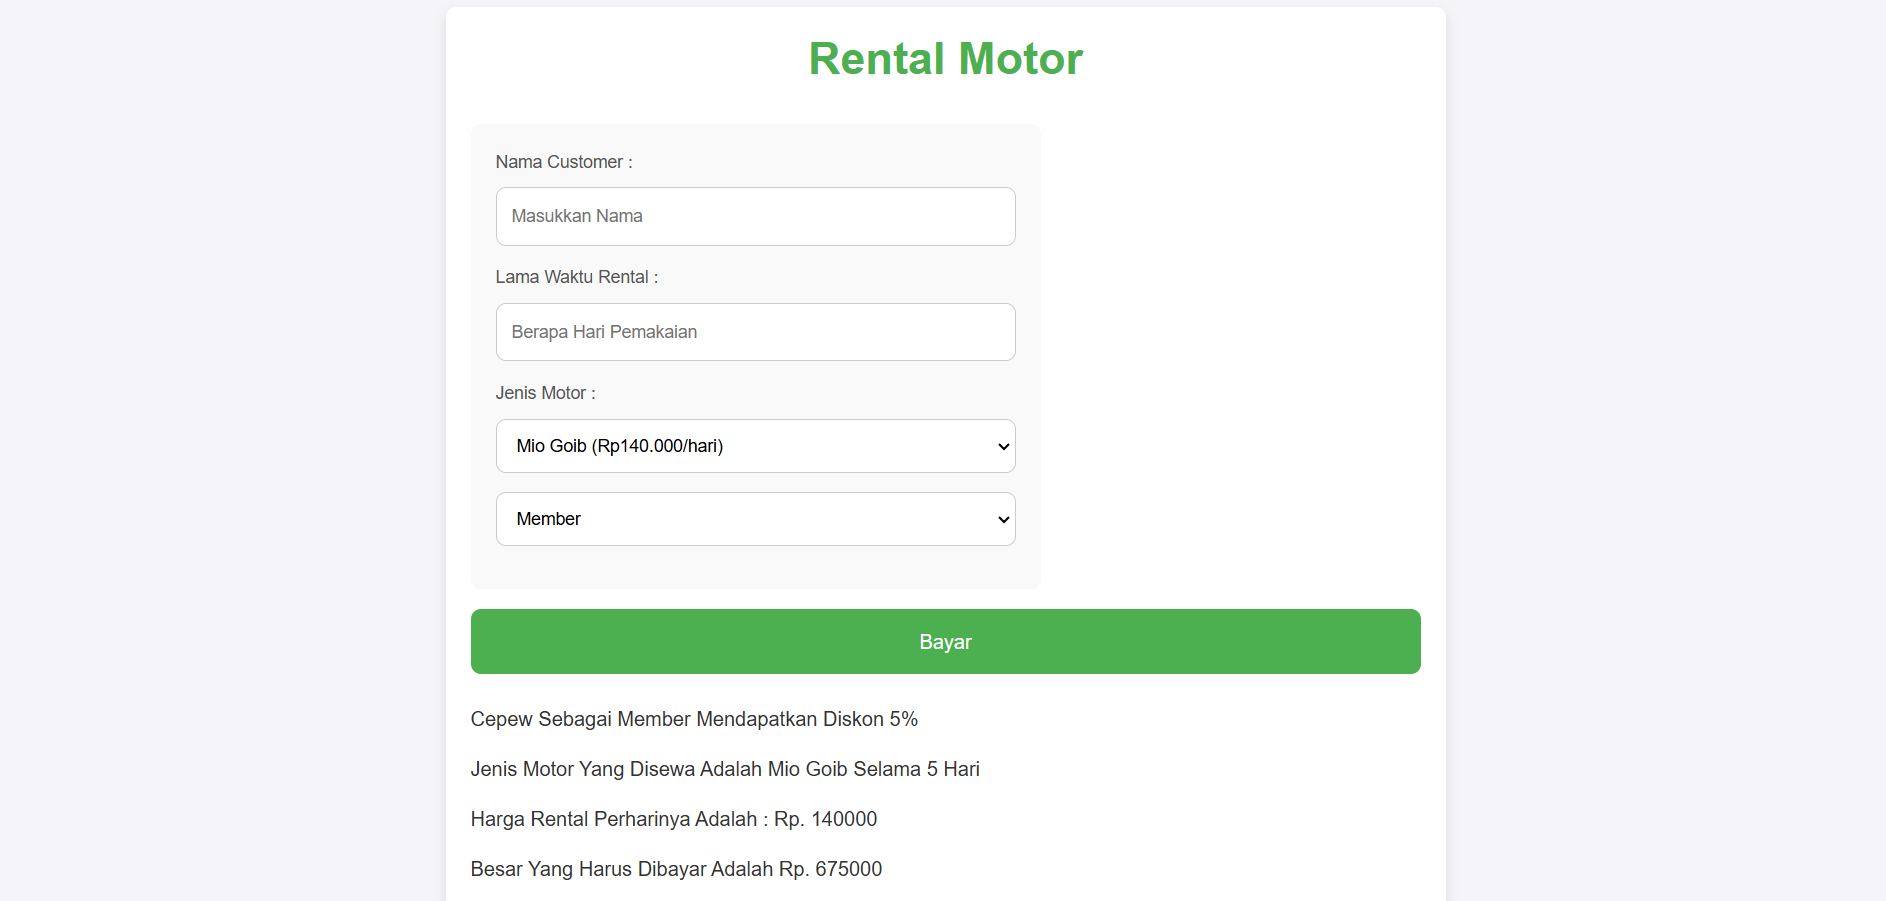 Rental Motor
Nama Customer :
Masukkan Nama
Lama Waktu Rental :
Berapa Hari Pemakaian
Jenis Motor :
Mio Goib (Rp140.000/hari)
Member
Bayar
Cepew Sebagai Member Mendapatkan Diskon 5%
Jenis Motor Yang Disewa Adalah Mio Goib Selama 5 Hari
Harga Rental Perharinya Adalah : Rp. 140000
Besar Yang Harus Dibayar Adalah Rp. 675000